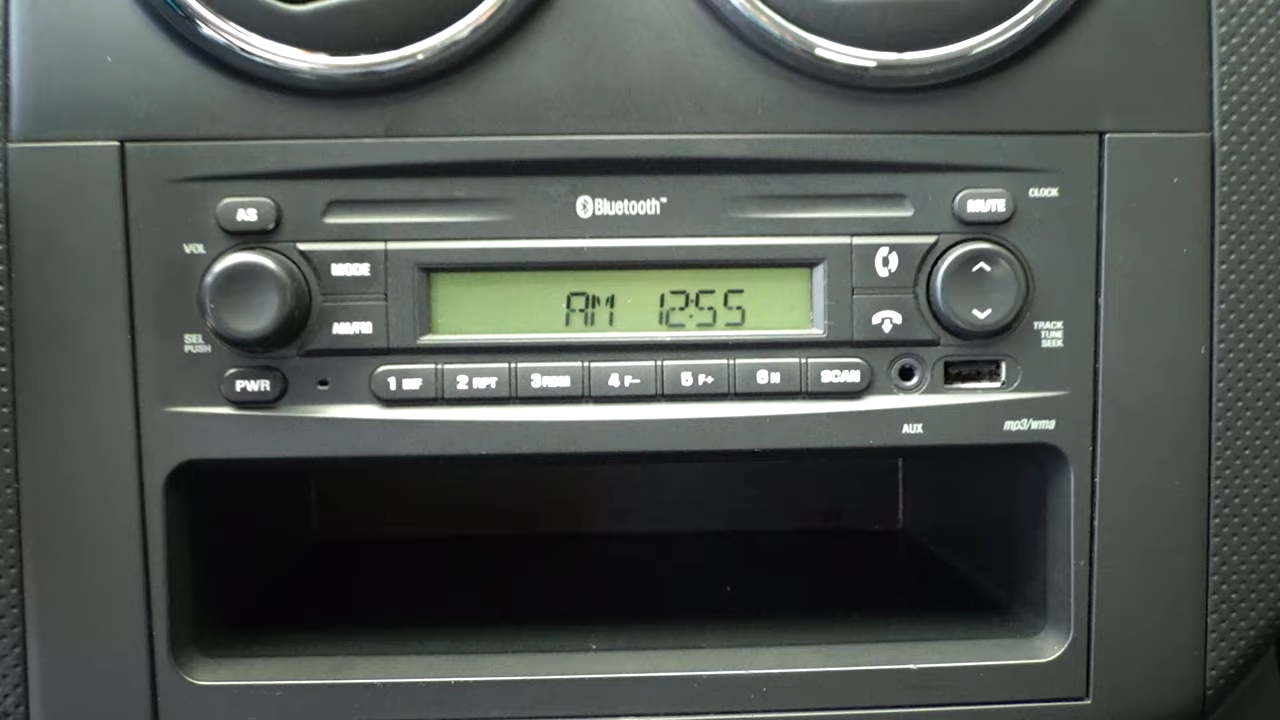 Bluetooth™
AS
MUTE
CLOCK
VOL
MODE
AM 12:55
AM/FM
SEL
PUSH
TRACK
TUNE
SEEK
PWR
1 INF
2 RPT
3 RDM
4 F−
5 F+
6 H
SCAN
AUX
mp3/wma